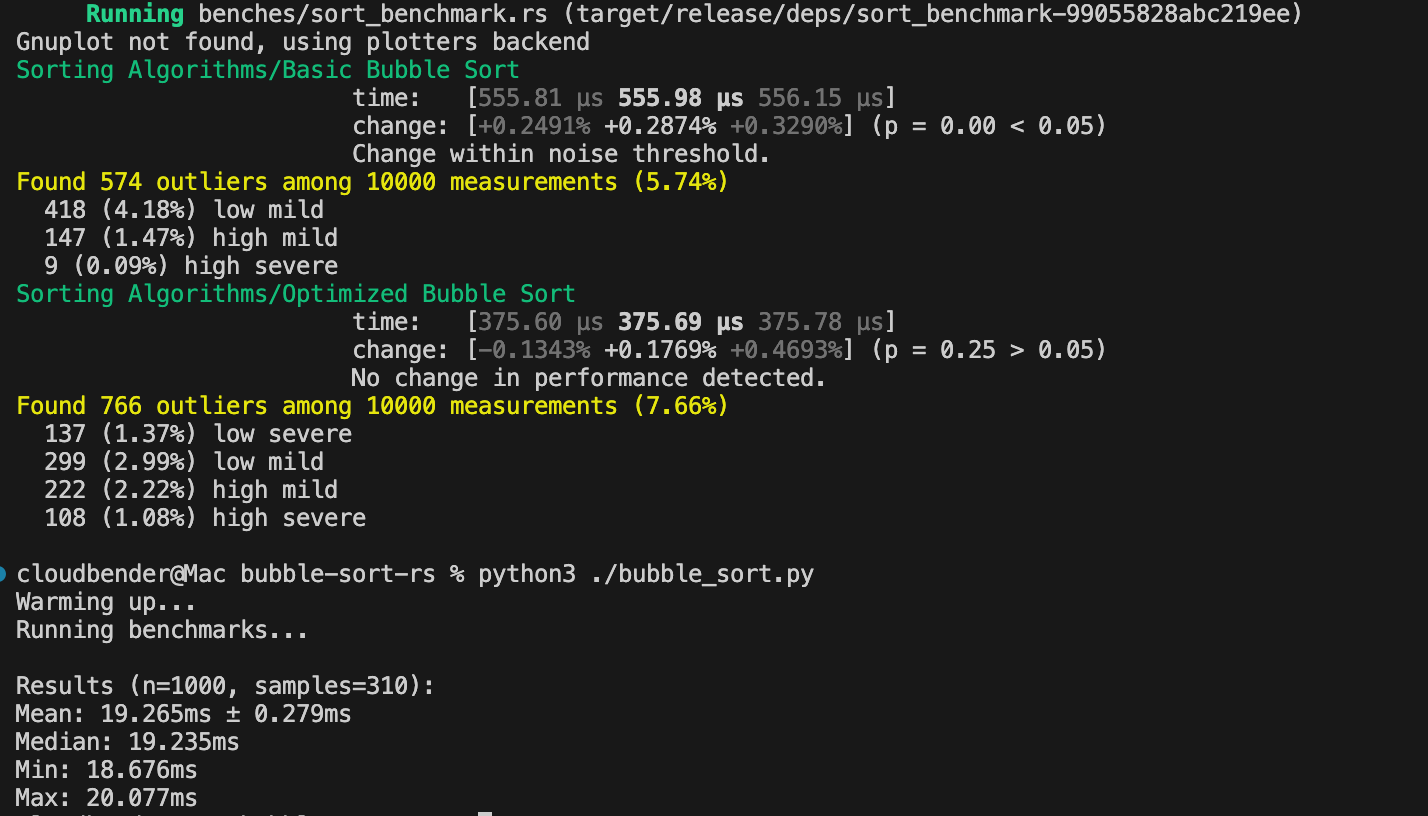 Running benches/sort_benchmark.rs (target/release/deps/sort_benchmark-99055828abc219ee)
Gnuplot not found, using plotters backend
Sorting Algorithms/Basic Bubble Sort
time: [555.81 µs 555.98 µs 556.15 µs]
change: [+0.2491% +0.2874% +0.3290%] (p = 0.00 < 0.05)
Change within noise threshold.
Found 574 outliers among 10000 measurements (5.74%)
418 (4.18%) low mild
147 (1.47%) high mild
9 (0.09%) high severe
Sorting Algorithms/Optimized Bubble Sort
time: [375.60 µs 375.69 µs 375.78 µs]
change: [-0.1343% +0.1769% +0.4693%] (p = 0.25 > 0.05)
No change in performance detected.
Found 766 outliers among 10000 measurements (7.66%)
137 (1.37%) low severe
299 (2.99%) low mild
222 (2.22%) high mild
108 (1.08%) high severe
cloudbender@Mac bubble-sort-rs % python3 ./bubble_sort.py
Warming up...
Running benchmarks...
Results (n=1000, samples=310):
Mean: 19.265ms ± 0.279ms
Median: 19.235ms
Min: 18.676ms
Max: 20.077ms